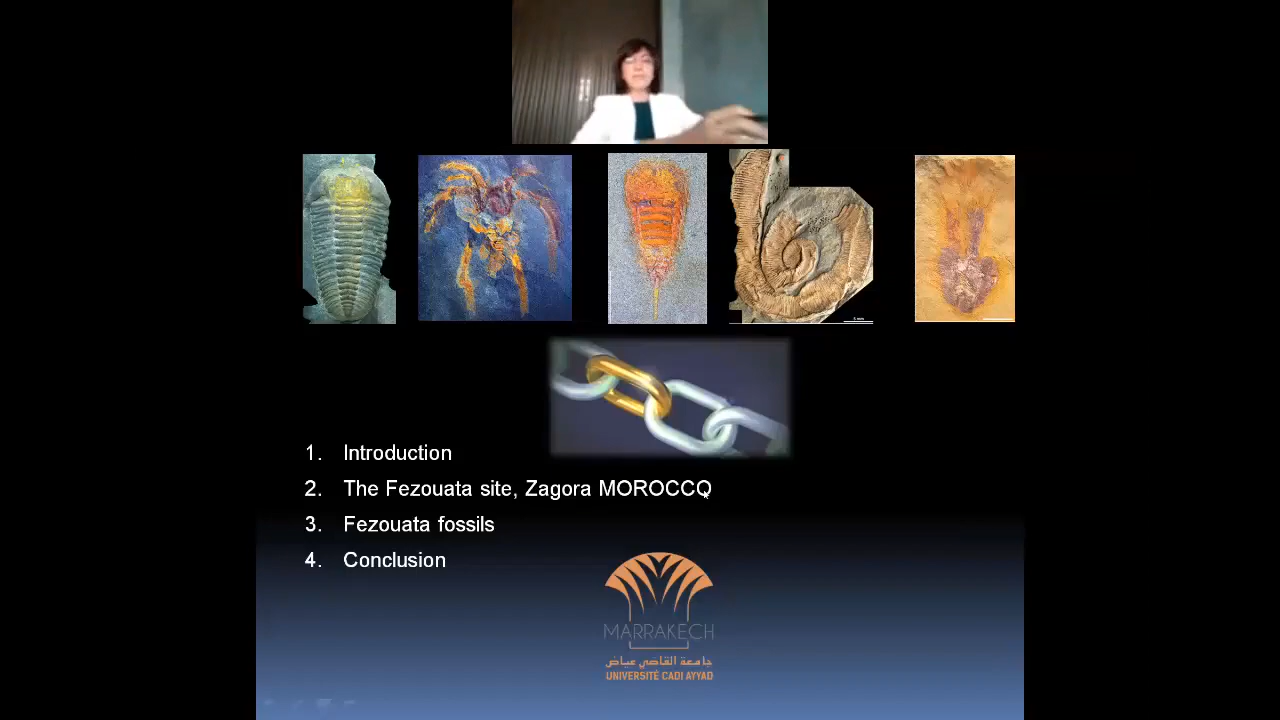 1. Introduction
2. The Fezouata site, Zagora MOROCCO
3. Fezouata fossils
4. Conclusion
MARRAKECH
جامعة القاضي عياض
UNIVERSITÉ CADI AYYAD